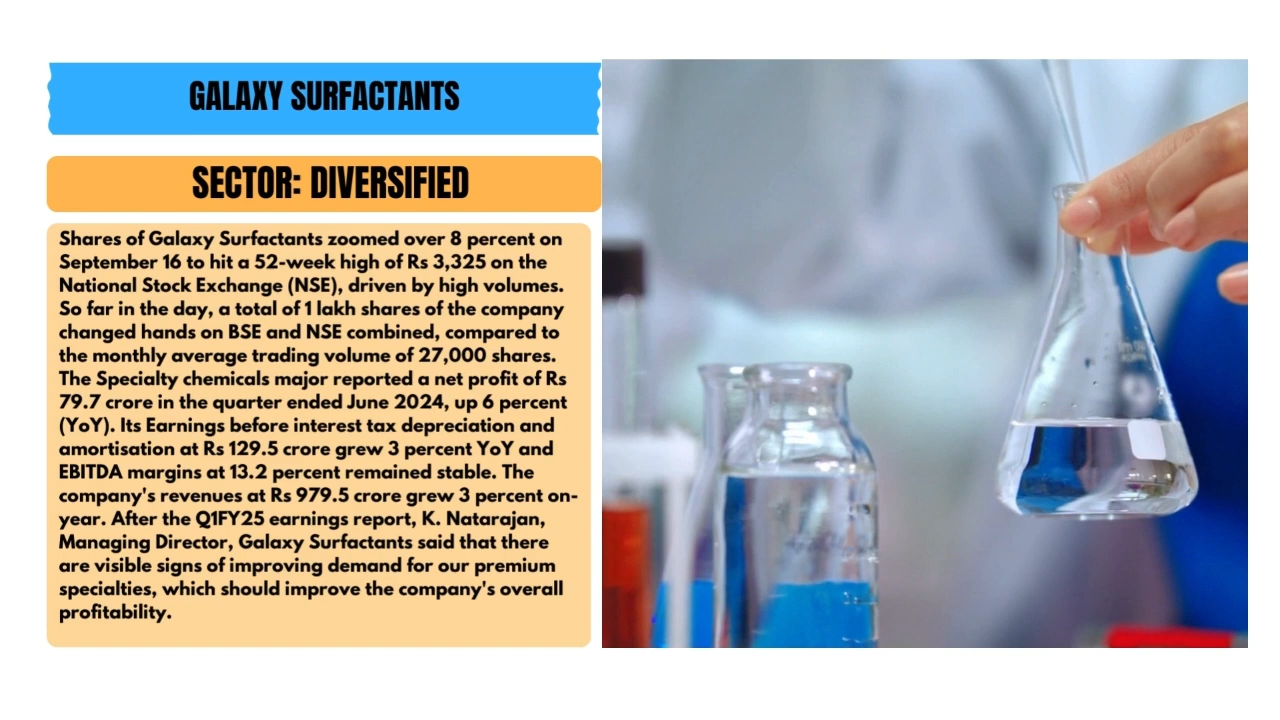 GALAXY SURFACTANTS
SECTOR: DIVERSIFIED
Shares of Galaxy Surfactants zoomed over 8 percent on
September 16 to hit a 52-week high of Rs 3,325 on the
National Stock Exchange (NSE), driven by high volumes.
So far in the day, a total of 1 lakh shares of the company
changed hands on BSE and NSE combined, compared to
the monthly average trading volume of 27,000 shares.
The Specialty chemicals major reported a net profit of Rs
79.7 crore in the quarter ended June 2024, up 6 percent
(YoY). Its Earnings before interest tax depreciation and
amortisation at Rs 129.5 crore grew 3 percent YoY and
EBITDA margins at 13.2 percent remained stable. The
company's revenues at Rs 979.5 crore grew 3 percent on-
year. After the Q1FY25 earnings report, K. Natarajan,
Managing Director, Galaxy Surfactants said that there
are visible signs of improving demand for our premium
specialties, which should improve the company's overall
profitability.